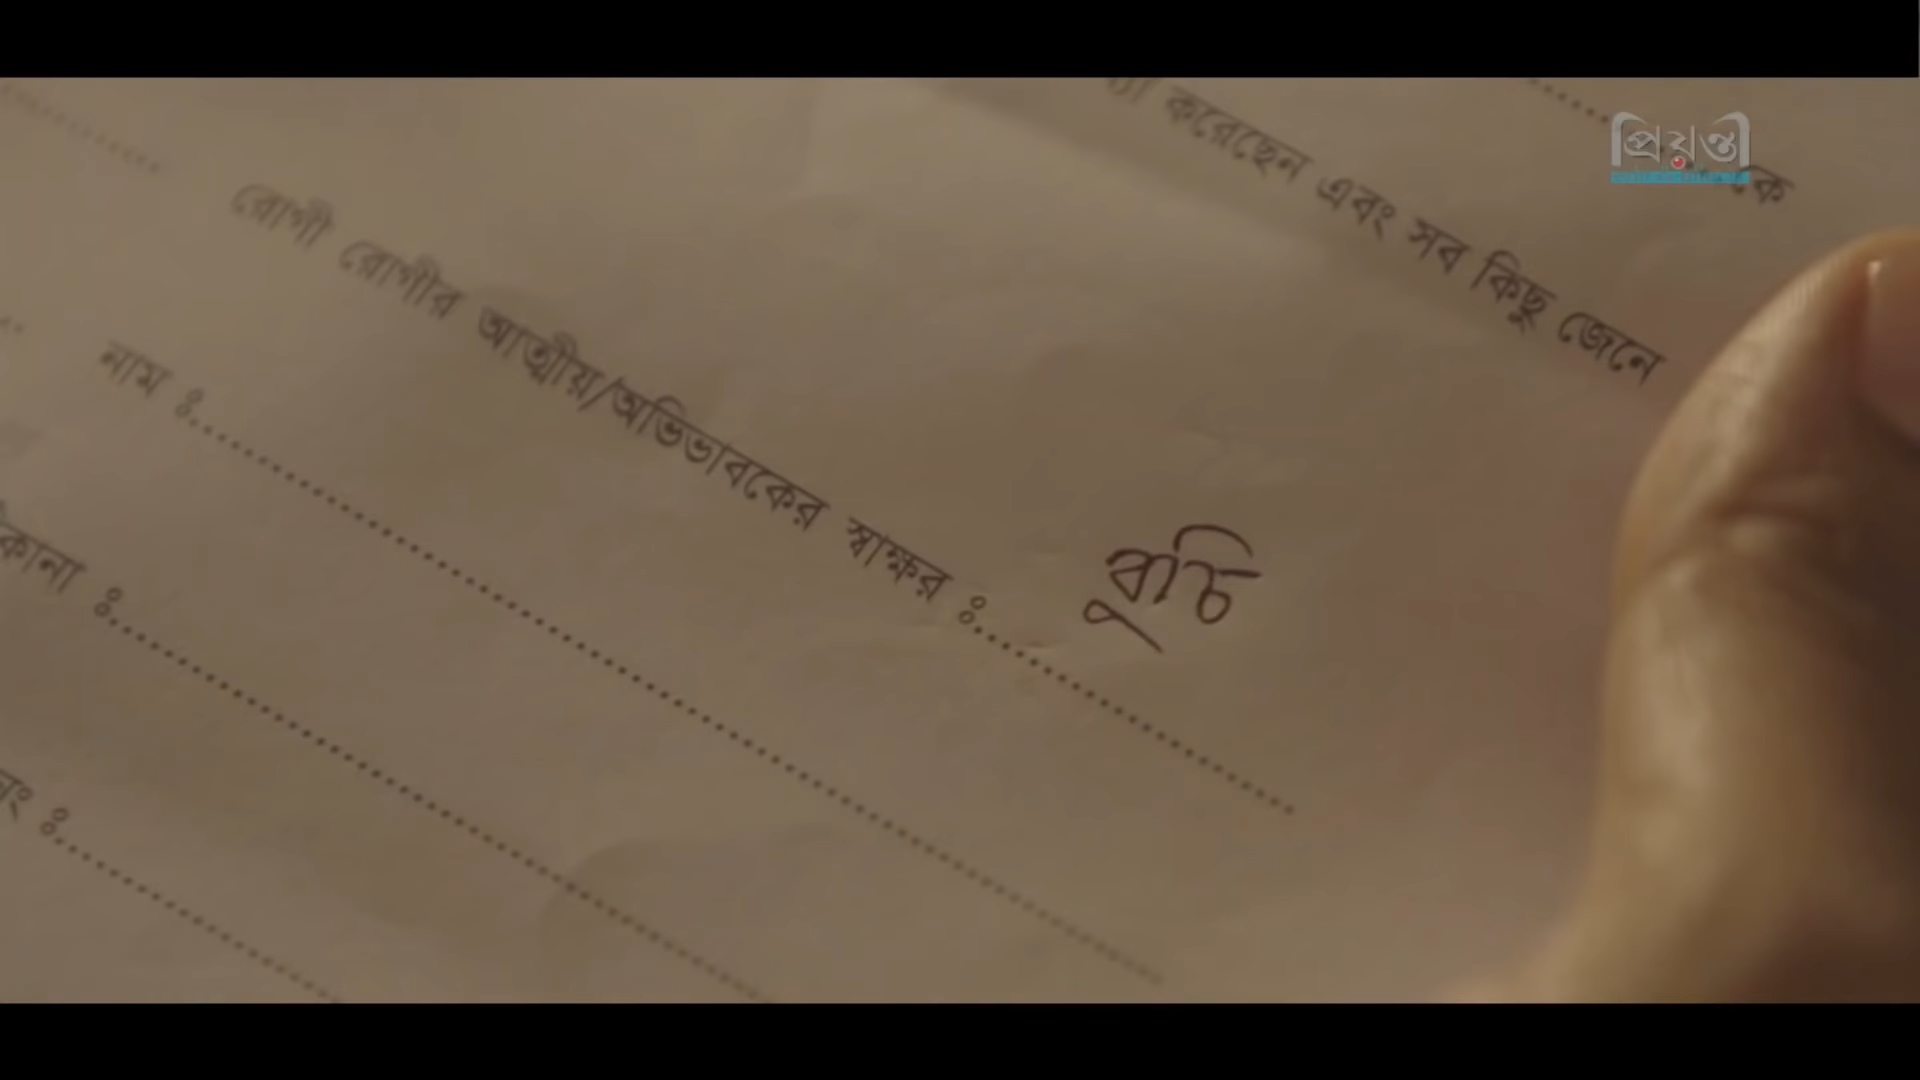 কে
করেছেন এবং সব কিছু জেনে
রোগী রোগীর আত্মীয়/অভিভাবকের স্বাক্ষর ঃ.............. বুচি
নাম ঃ..............
কানা ঃ..............
নং ঃ..............